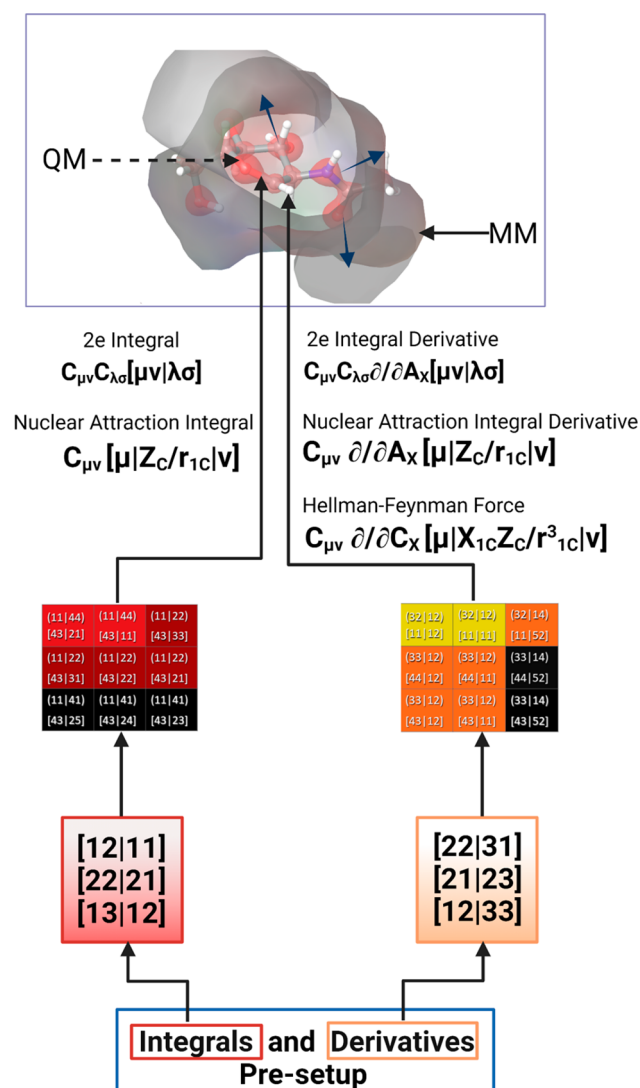 QM
MM
2e Integral
CμνCλσ[μν|λσ]
Nuclear Attraction Integral
Cμν [μ|ZC/r1C|ν]
2e Integral Derivative
CμνCλσ∂/∂AX[μν|λσ]
Nuclear Attraction Integral Derivative
Cμν ∂/∂AX [μ|ZC/r1C|ν]
Hellman-Feynman Force
Cμν ∂/∂CX [μ|X1CZC/r³1C|ν]
(11|44) (11|44) (11|22)
[43|21] [43|11] [43|33]
(11|22) (11|22) (11|22)
[43|31] [43|22] [43|21]
(11|41) (11|41) (11|41)
[43|25] [43|24] [43|23]
(32|12) (32|12) (32|14)
[11|12] [11|11] [11|52]
(33|12) (33|12) (33|14)
[44|12] [44|11] [44|52]
(33|12) (33|12) (33|14)
[43|12] [43|11] [43|52]
[12|11]
[22|21]
[13|12]
[22|31]
[21|23]
[12|33]
Integrals and Derivatives
Pre-setup